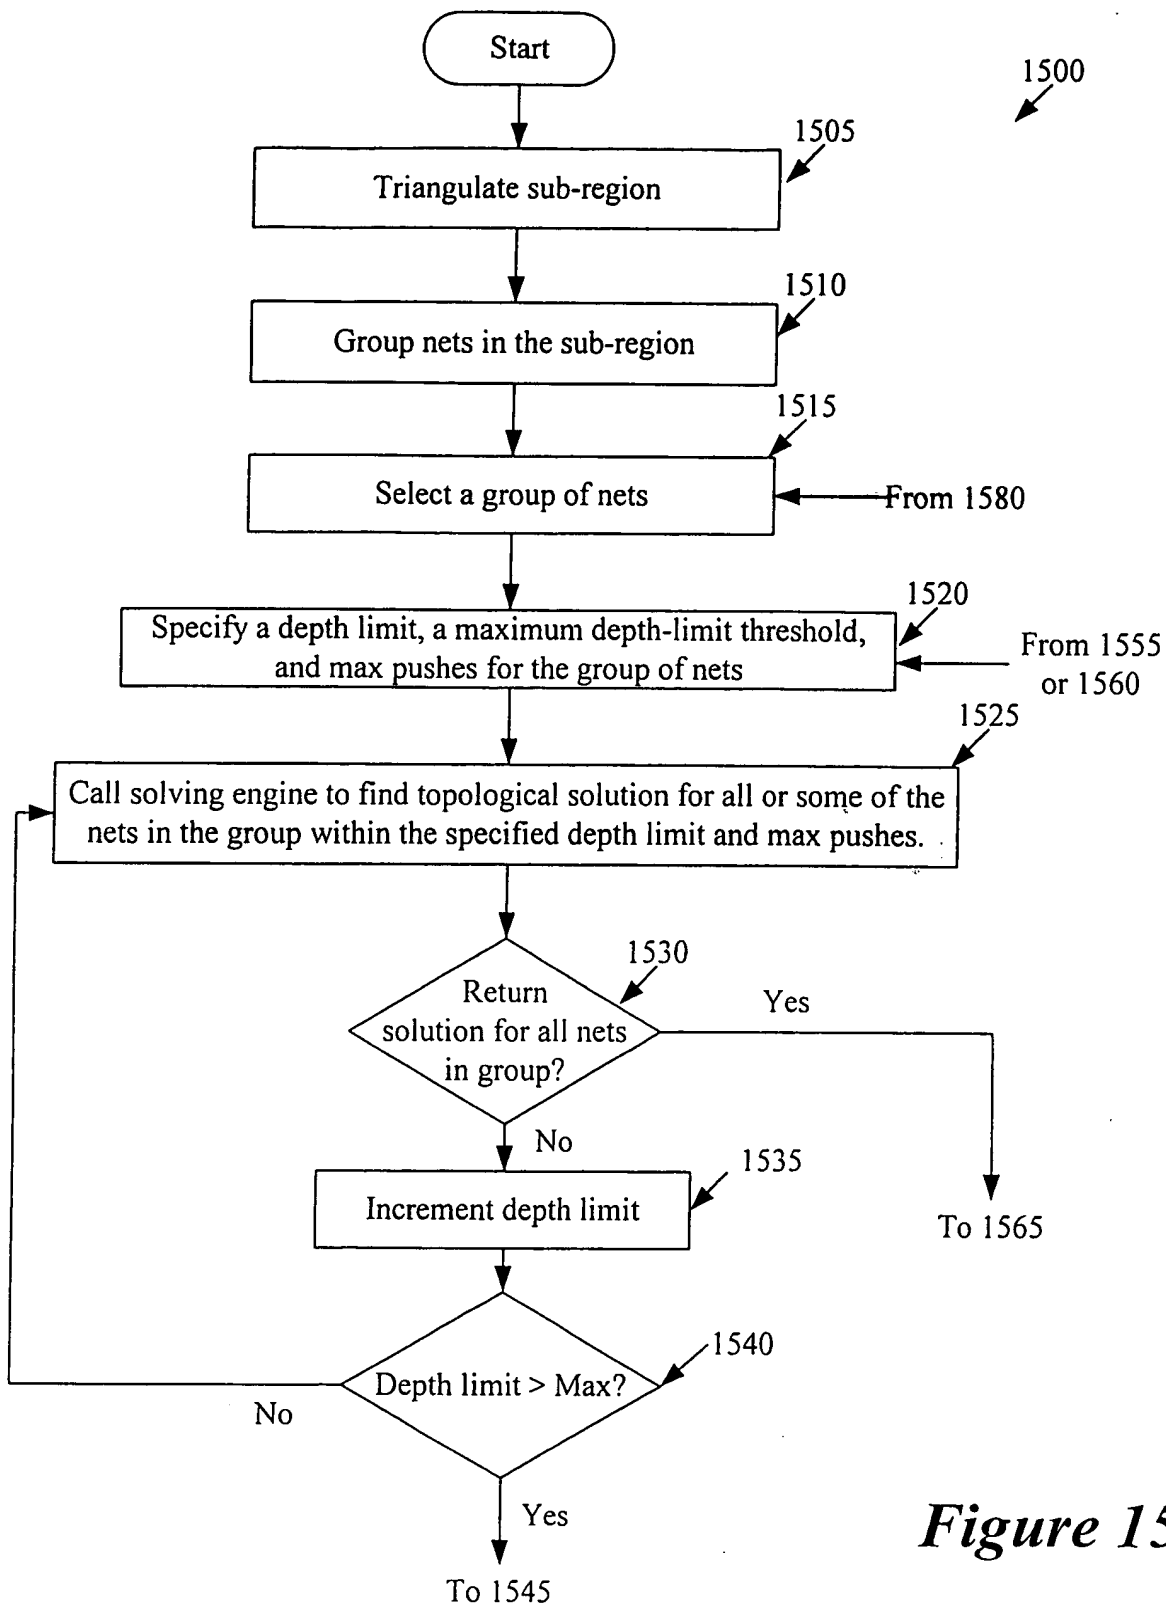 Start
1500
1505
Triangulate sub-region
1510
Group nets in the sub-region
1515
Select a group of nets
From 1580
1520
Specify a depth limit, a maximum depth-limit threshold,
and max pushes for the group of nets
From 1555
or 1560
1525
Call solving engine to find topological solution for all or some of the
nets in the group within the specified depth limit and max pushes.
1530
Return
solution for all nets
in group?
Yes
No
1535
Increment depth limit
To 1565
1540
Depth limit > Max?
No
Yes
To 1545
Figure 15